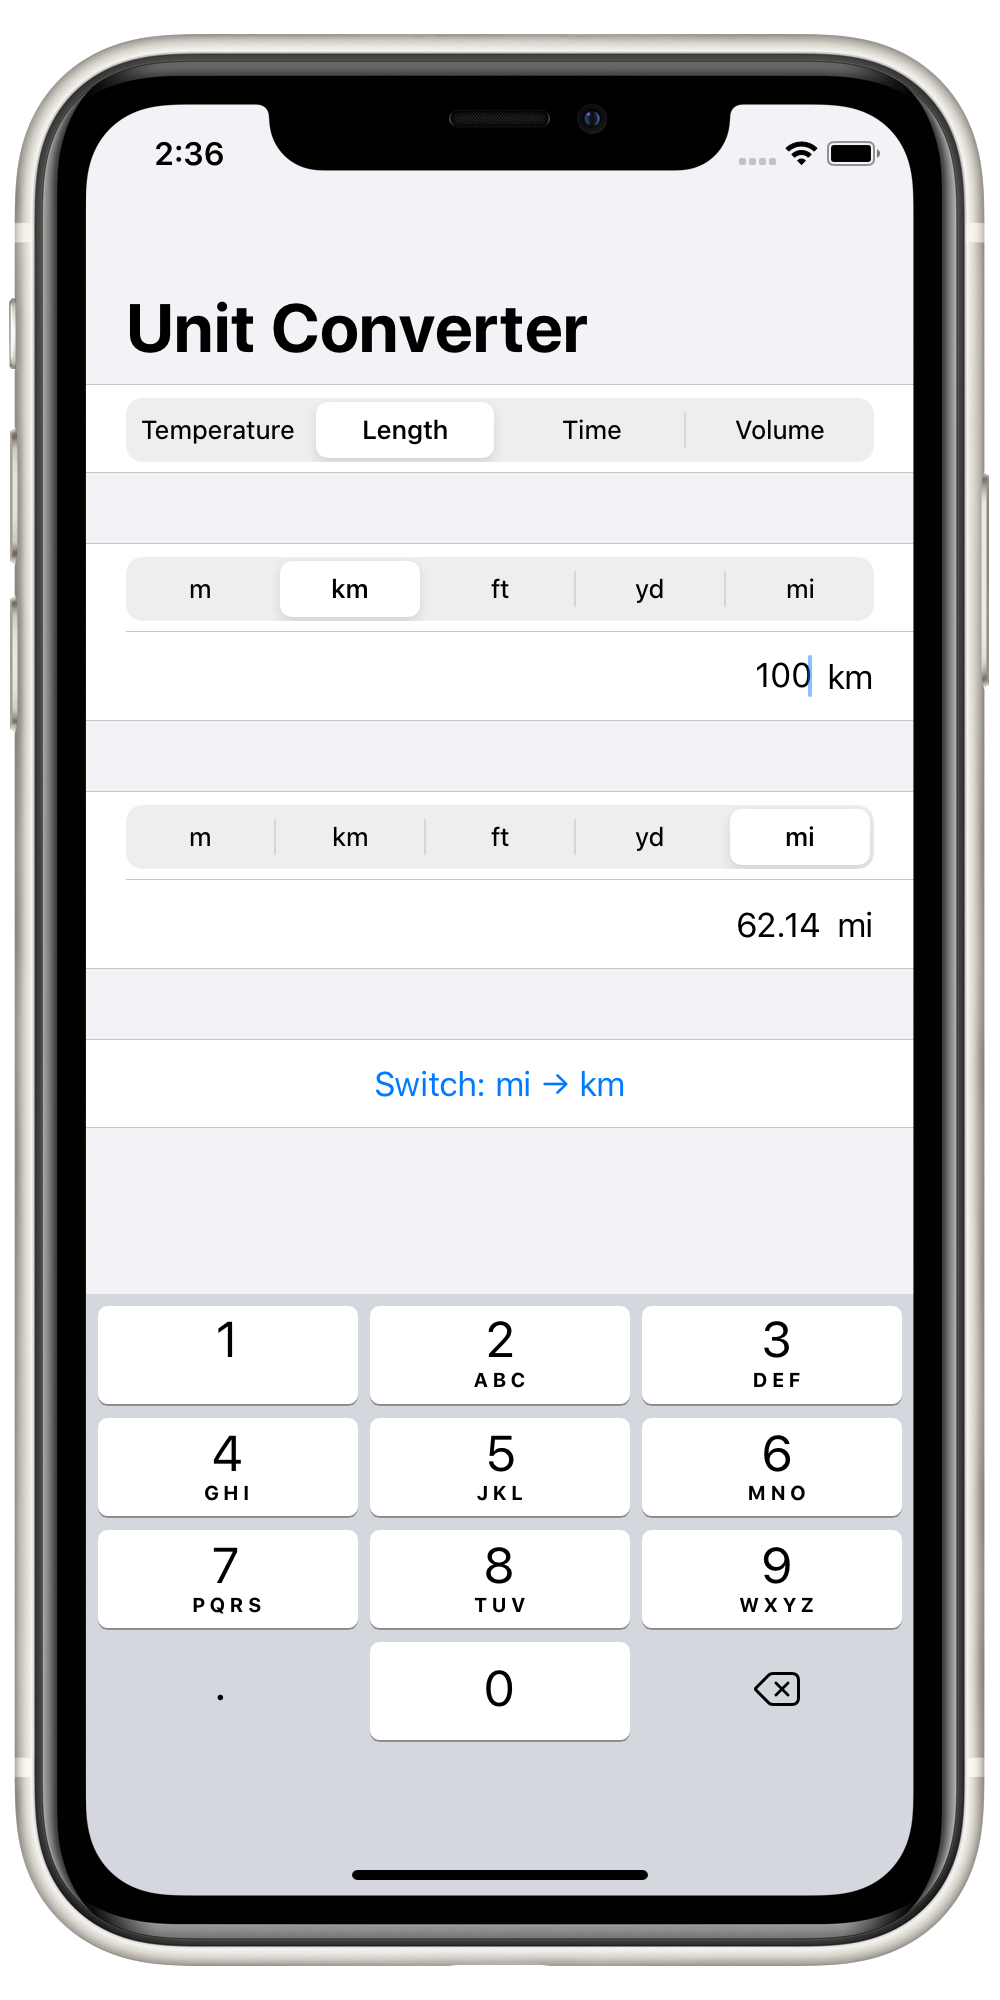 2:36
Unit Converter
Temperature Length Time Volume
m km ft yd mi
100 km
m km ft yd mi
62.14 mi
Switch: mi → km
1 2 3
ABC DEF
4 5 6
GHI JKL MNO
7 8 9
PQRS TUV WXYZ
. 0